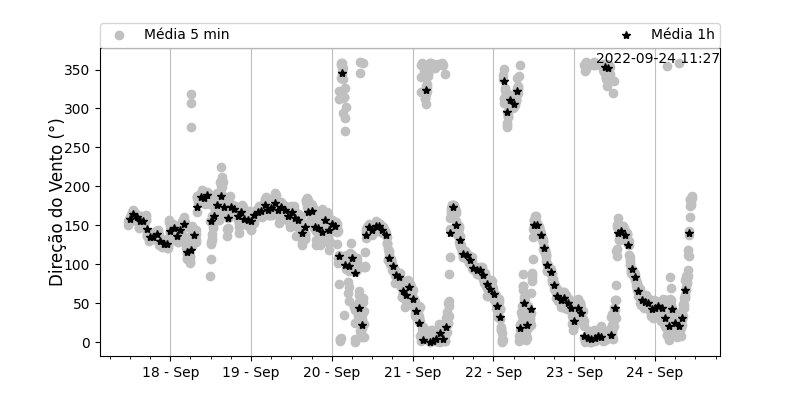 Média 5 min
Média 1h
2022-09-24 11:27
Direção do Vento (°)
350
300
250
200
150
100
50
0
18 - Sep
19 - Sep
20 - Sep
21 - Sep
22 - Sep
23 - Sep
24 - Sep